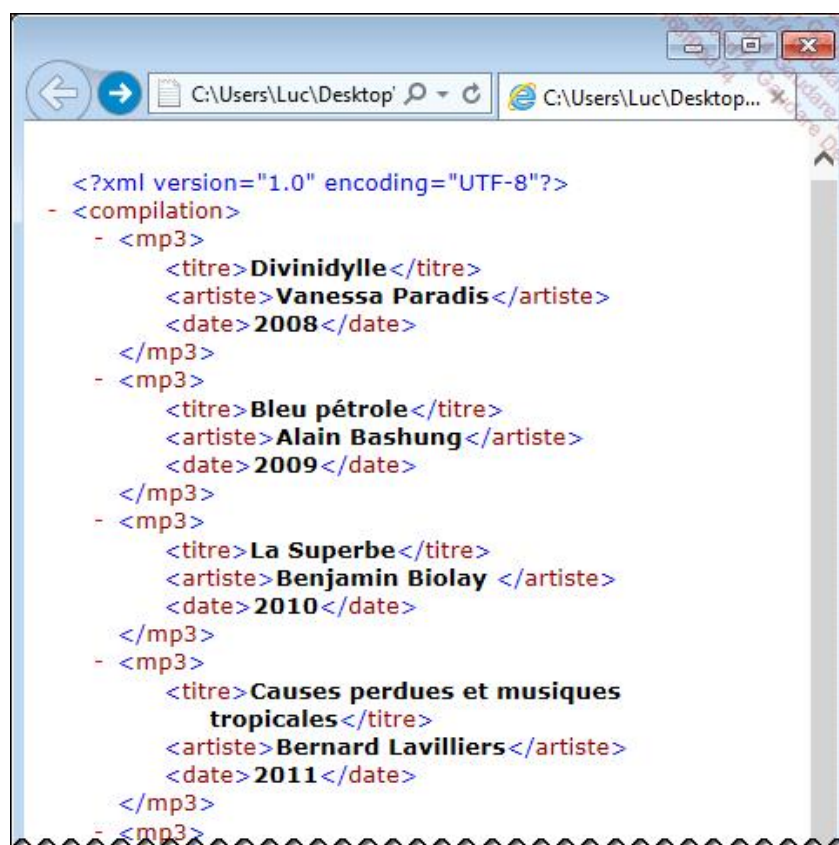 C:\Users\Luc\Desktop
C:\Users\Luc\Desktop...
<?xml version="1.0" encoding="UTF-8"?>
- <compilation>
- <mp3>
<titre>Divinidylle</titre>
<artiste>Vanessa Paradis</artiste>
<date>2008</date>
</mp3>
- <mp3>
<titre>Bleu pétrole</titre>
<artiste>Alain Bashung</artiste>
<date>2009</date>
</mp3>
- <mp3>
<titre>La Superbe</titre>
<artiste>Benjamin Biolay </artiste>
<date>2010</date>
</mp3>
- <mp3>
<titre>Causes perdues et musiques
tropicales</titre>
<artiste>Bernard Lavilliers</artiste>
<date>2011</date>
</mp3>
- <mp3>